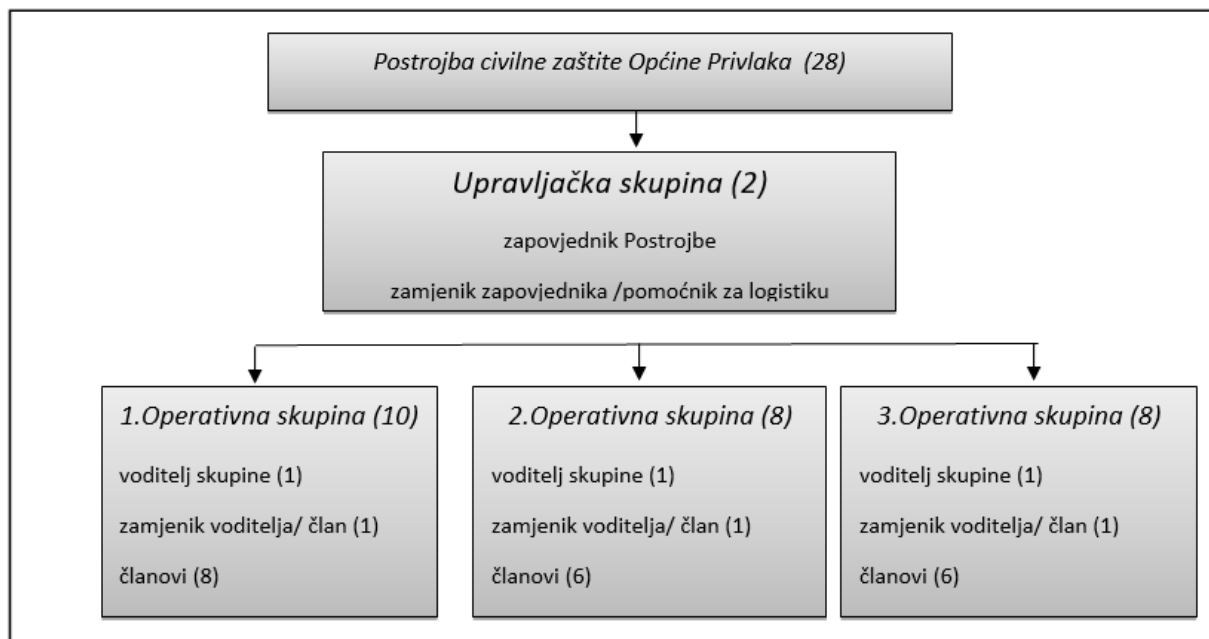 Postrojba civilne zaštite Općine Privlaka (28)
Upravljačka skupina (2)
zapovjednik Postrojbe
zamjenik zapovjednika /pomoćnik za logistiku
1.Operativna skupina (10)
voditelj skupine (1)
zamjenik voditelja/ član (1)
članovi (8)
2.Operativna skupina (8)
voditelj skupine (1)
zamjenik voditelja/ član (1)
članovi (6)
3.Operativna skupina (8)
voditelj skupine (1)
zamjenik voditelja/ član (1)
članovi (6)